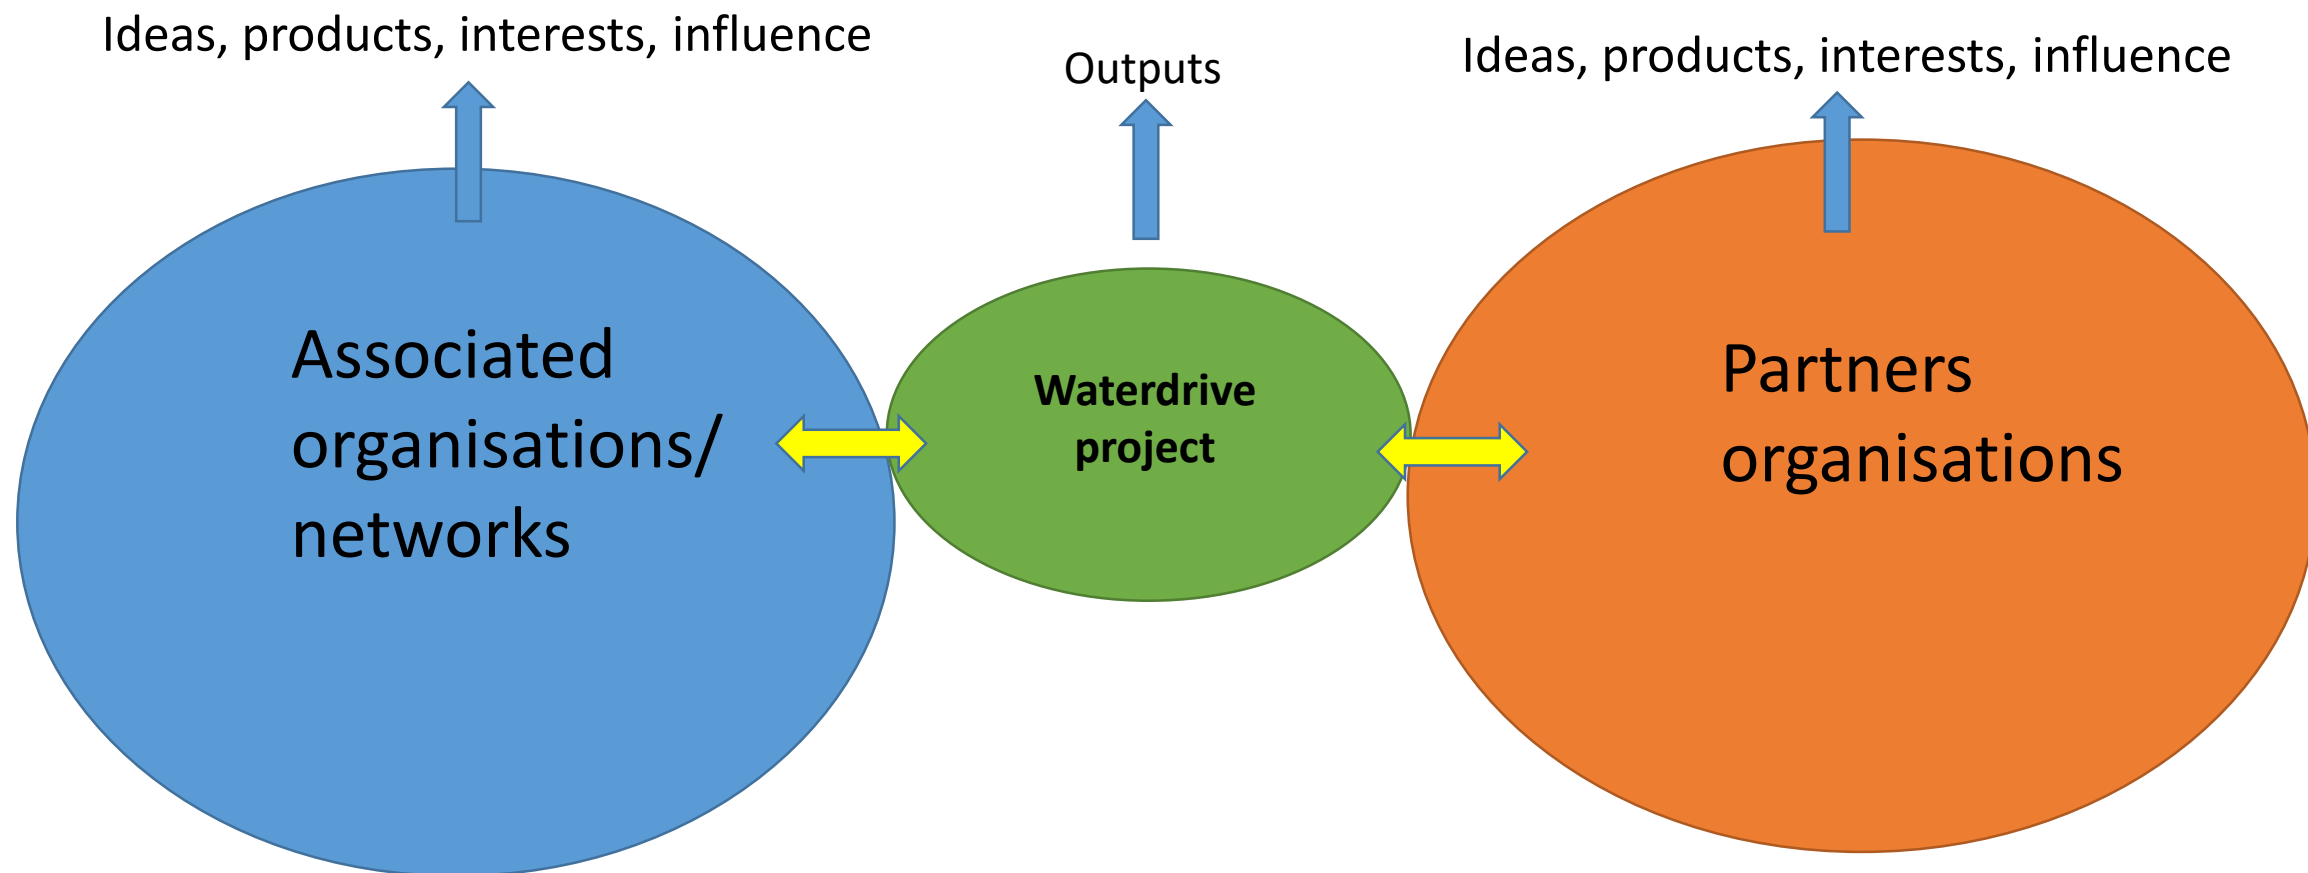 Ideas, products, interests, influence
Outputs
Ideas, products, interests, influence
Associated
organisations/
networks
Waterdrive
project
Partners
organisations